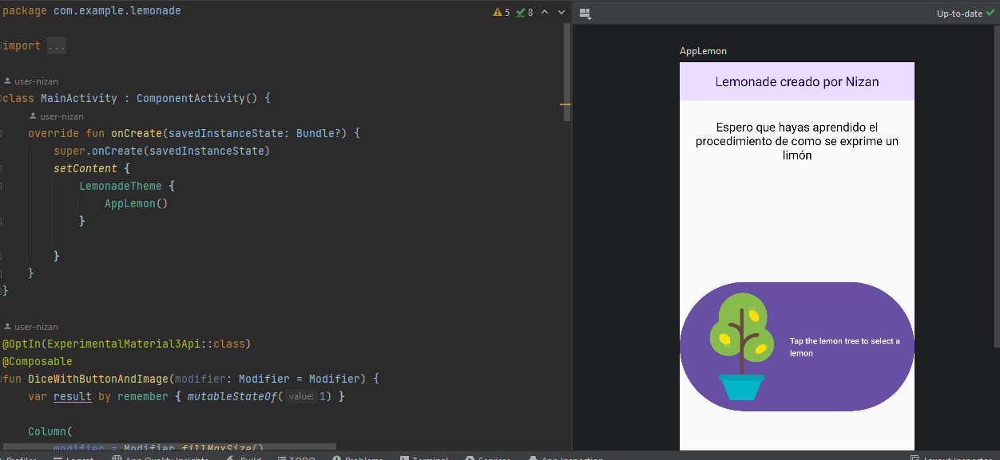 package com.example.lemonade
5 8
import ...
user-nizan
class MainActivity : ComponentActivity() {
user-nizan
override fun onCreate(savedInstanceState: Bundle?) {
super.onCreate(savedInstanceState)
setContent {
LemonadeTheme {
AppLemon()
}
}
}
}
user-nizan
@OptIn(ExperimentalMaterial3Api::class)
@Composable
fun DiceWithButtonAndImage(modifier: Modifier = Modifier) {
var result by remember { mutableStateOf( value: 1) }
Column(
modifier = Modifier.fillMaxSize()
Up-to-date
AppLemon
Lemonade creado por Nizan
Espero que hayas aprendido el
procedimiento de como se exprime un
limón
Tap the lemon tree to select a
lemon
Profiler Logcat App Quality Insights Build TODO Problems Terminal Services App Inspection Layout Inspector